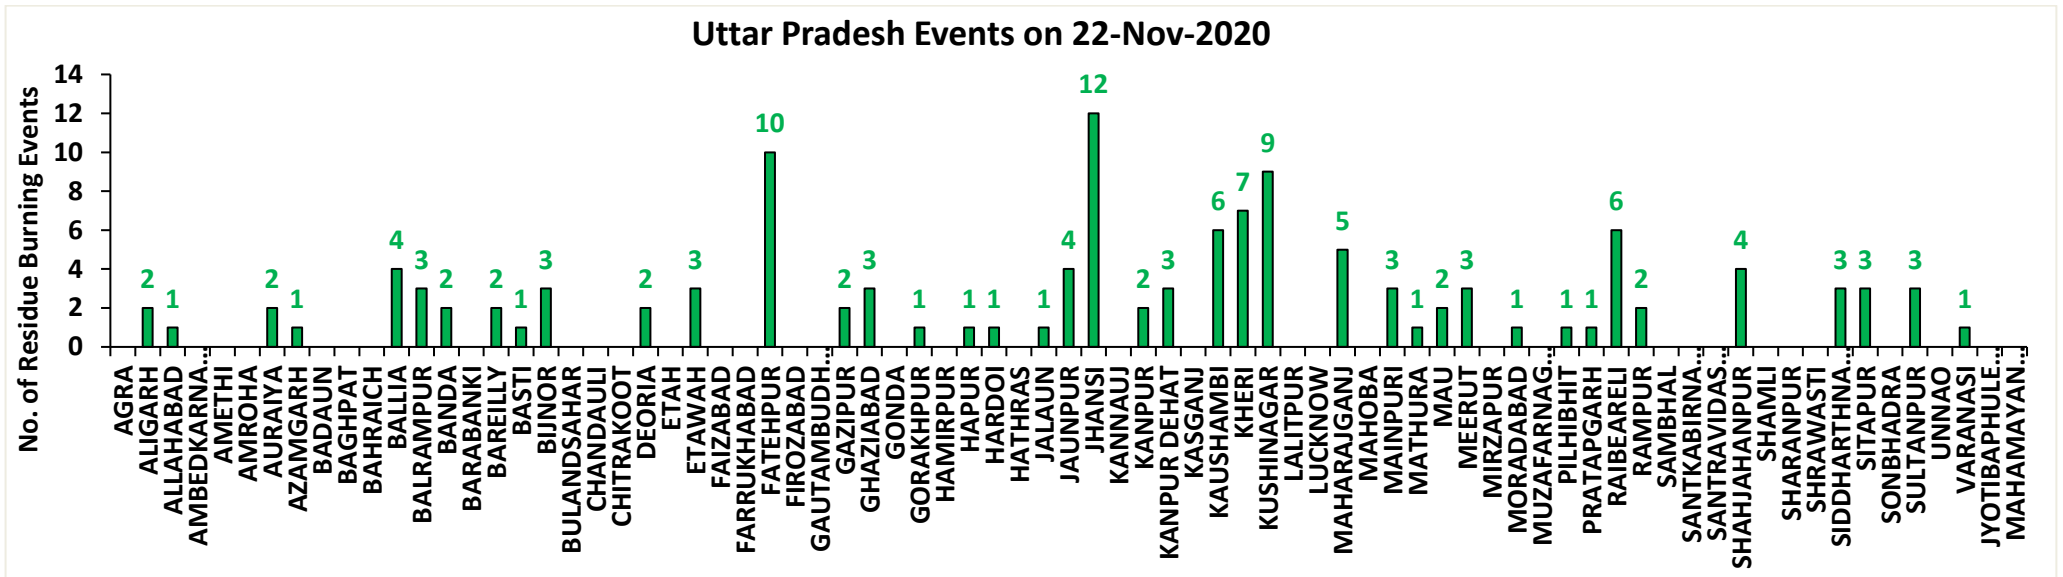 Uttar Pradesh Events on 22-Nov-2020
No. of Residue Burning Events
14
12
10
8
6
4
2
0
2
1
2
1
4
3
2
2
1
3
2
3
10
2
3
1
1
1
1
4
12
2
3
6
7
9
5
3
1
2
3
1
1
1
6
2
4
3
3
3
1
AGRA
ALIGARH
ALLAHABAD
AMBEDKARNA...
AMETHI
AMROHA
AURAIYA
AZAMGARH
BADAUN
BAGHPAT
BAHRAICH
BALLIA
BALRAMPUR
BANDA
BARABANKI
BAREILLY
BASTI
BIJNOR
BULANDSAHAR
CHANDAULI
CHITRAKOOT
DEORIA
ETAH
ETAWAH
FAIZABAD
FARRUKHABAD
FATEHPUR
FIROZABAD
GAUTAMBUDH...
GAZIPUR
GHAZIABAD
GONDA
GORAKHPUR
HAMIRPUR
HAPUR
HARDOI
HATHRAS
JALAUN
JAUNPUR
JHANSI
KANNAUJ
KANPUR
KANPUR DEHAT
KASGANJ
KAUSHAMBI
KHERI
KUSHINAGAR
LALITPUR
LUCKNOW
MAHARAJGANJ
MAHOBA
MAINPURI
MATHURA
MAU
MEERUT
MIRZAPUR
MORADABAD
MUZAFARNAG...
PILHIBHIT
PRATAPGARH
RAIBEARELI
RAMPUR
SAMBHAL
SANTKABIRNA...
SANTRAVIDAS...
SHAHJAHANPUR
SHAMLI
SHARANPUR
SHRAWASTI
SIDDHARTHNA...
SITAPUR
SONBHADRA
SULTANPUR
UNNAO
VARANASI
JYOTIBAPHULE...
MAHAMAYAN...